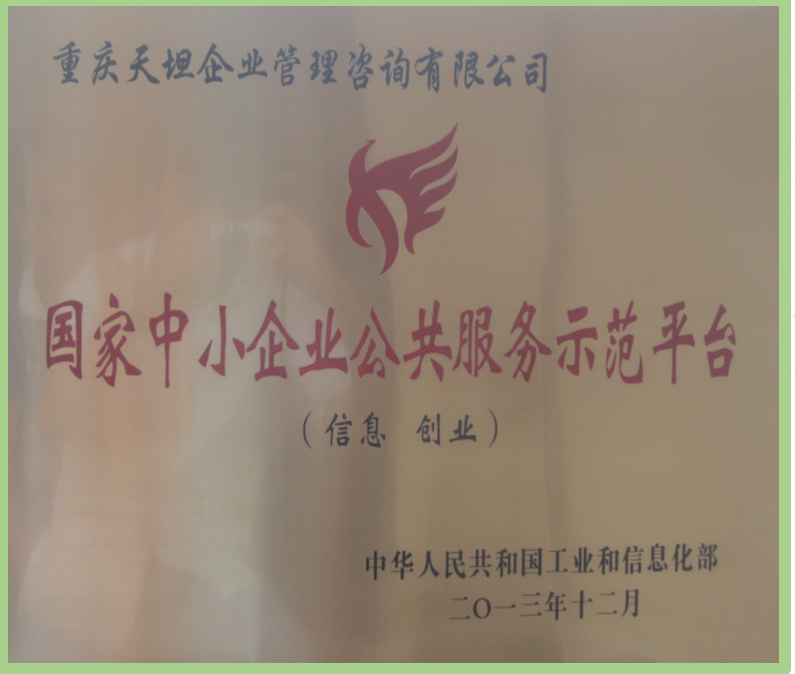 重庆天坦企业管理咨询有限公司
国家中小企业公共服务示范平台
（信息 创业）
中华人民共和国工业和信息化部
二〇一三年十二月